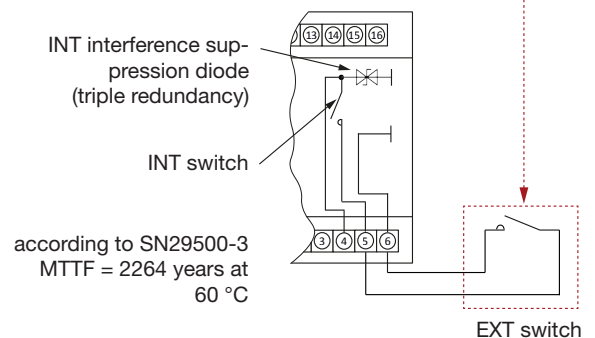 13 14 15 16
INT interference sup-
pression diode
(triple redundancy)
INT switch
3 4 5 6
according to SN29500-3
MTTF = 2264 years at
60 °C
EXT switch